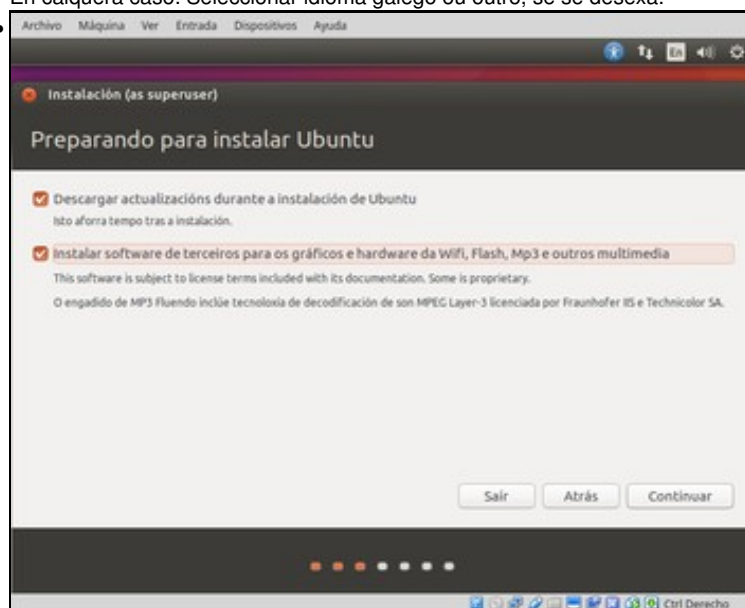 En calquera caso: Seleccionar idioma galego ou outro, se se desexa.
Archivo Máquina Ver Entrada Dispositivos Ayuda
En
Instalación (as superuser)
Preparando para instalar Ubuntu
Descargar actualizacións durante a instalación de Ubuntu
Isto aforra tempo tras a instalación.
Instalar software de terceiros para os gráficos e hardware da Wifi, Flash, Mp3 e outros multimedia
This software is subject to license terms included with its documentation. Some is proprietary.
O engadido de MP3 Fluendo inclúe tecnoloxía de decodificación de son MPEG Layer-3 licenciada por Fraunhofer IIS e Technicolor SA.
Saír Atrás Continuar
Ctrl Derecho